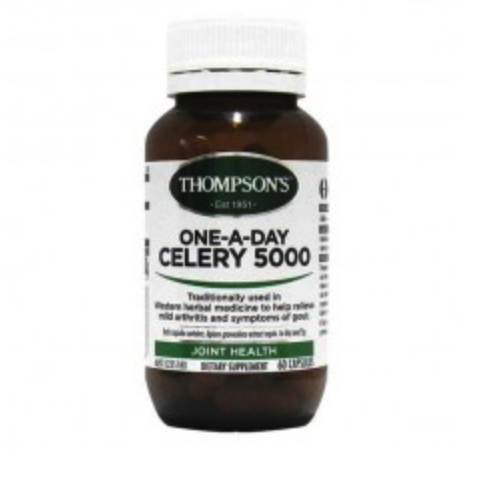 THOMPSON'S
• Est 1951 •
ONE-A-DAY
CELERY 5000
Traditionally used in
Western herbal medicine to help relieve
mild arthritis and symptoms of gout.
JOINT HEALTH
DIETARY SUPPLEMENT
60 CAPSULES